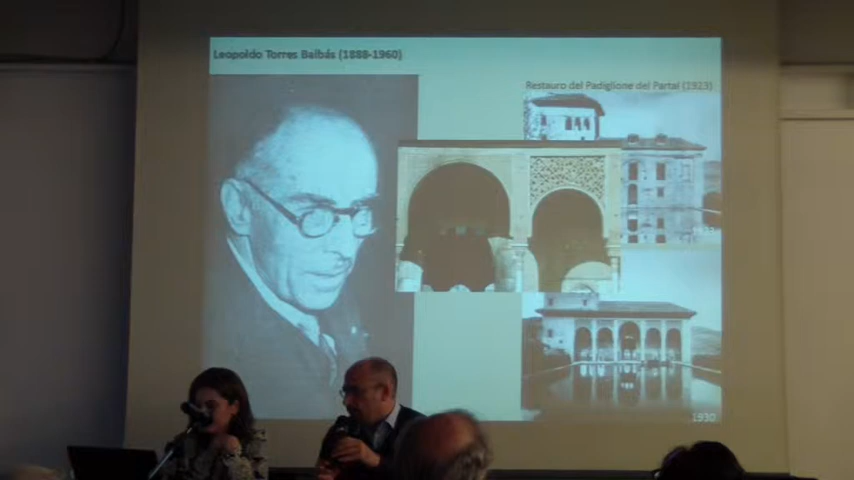 Leopoldo Torres Balbás (1888-1960)
Restauro del Padiglione del Partal (1923)
1930